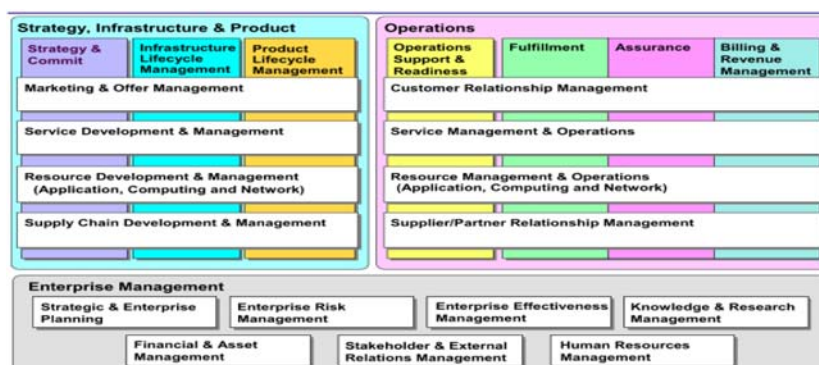 Strategy, Infrastructure & Product
Strategy &
Commit
Infrastructure
Lifecycle
Management
Product
Lifecycle
Management
Marketing & Offer Management
Service Development & Management
Resource Development & Management
(Application, Computing and Network)
Supply Chain Development & Management
Operations
Operations
Support &
Readiness
Fulfillment
Assurance
Billing &
Revenue
Management
Customer Relationship Management
Service Management & Operations
Resource Management & Operations
(Application, Computing and Network)
Supplier/Partner Relationship Management
Enterprise Management
Strategic & Enterprise
Planning
Enterprise Risk
Management
Enterprise Effectiveness
Management
Knowledge & Research
Management
Financial & Asset
Management
Stakeholder & External
Relations Management
Human Resources
Management